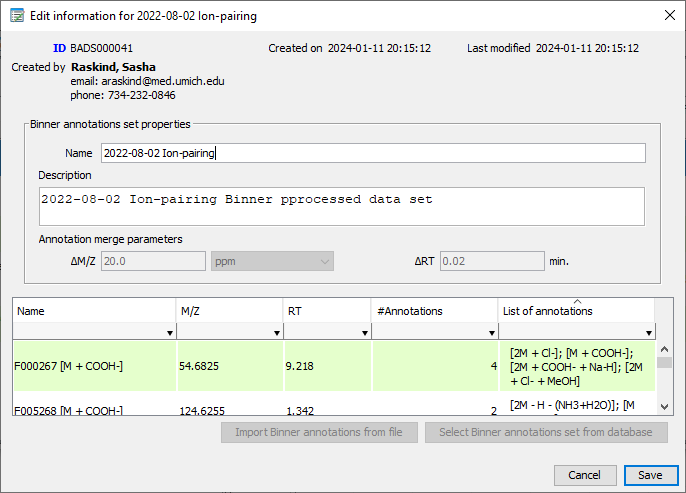 Edit information for 2022-08-02 Ion-pairing
ID BADS000041 Created on 2024-01-11 20:15:12 Last modified 2024-01-11 20:15:12
Created by Raskind, Sasha
email: araskind@med.umich.edu
phone: 734-232-0846
Binner annotations set properties
Name 2022-08-02 Ion-pairing
Description
2022-08-02 Ion-pairing Binner pprocessed data set
Annotation merge parameters
ΔM/Z 20.0 ppm ΔRT 0.02 min.
Name M/Z RT #Annotations List of annotations
F000267 [M + COOH-] 54.6825 9.218 4 [2M + Cl-]; [M + COOH-];
[2M + COOH- + Na-H]; [2M
+ Cl- + MeOH]
F005268 [M + COOH-] 124.6255 1.342 2 [2M - H - (NH3+H2O)]; [M
Import Binner annotations from file Select Binner annotations set from database
Cancel Save